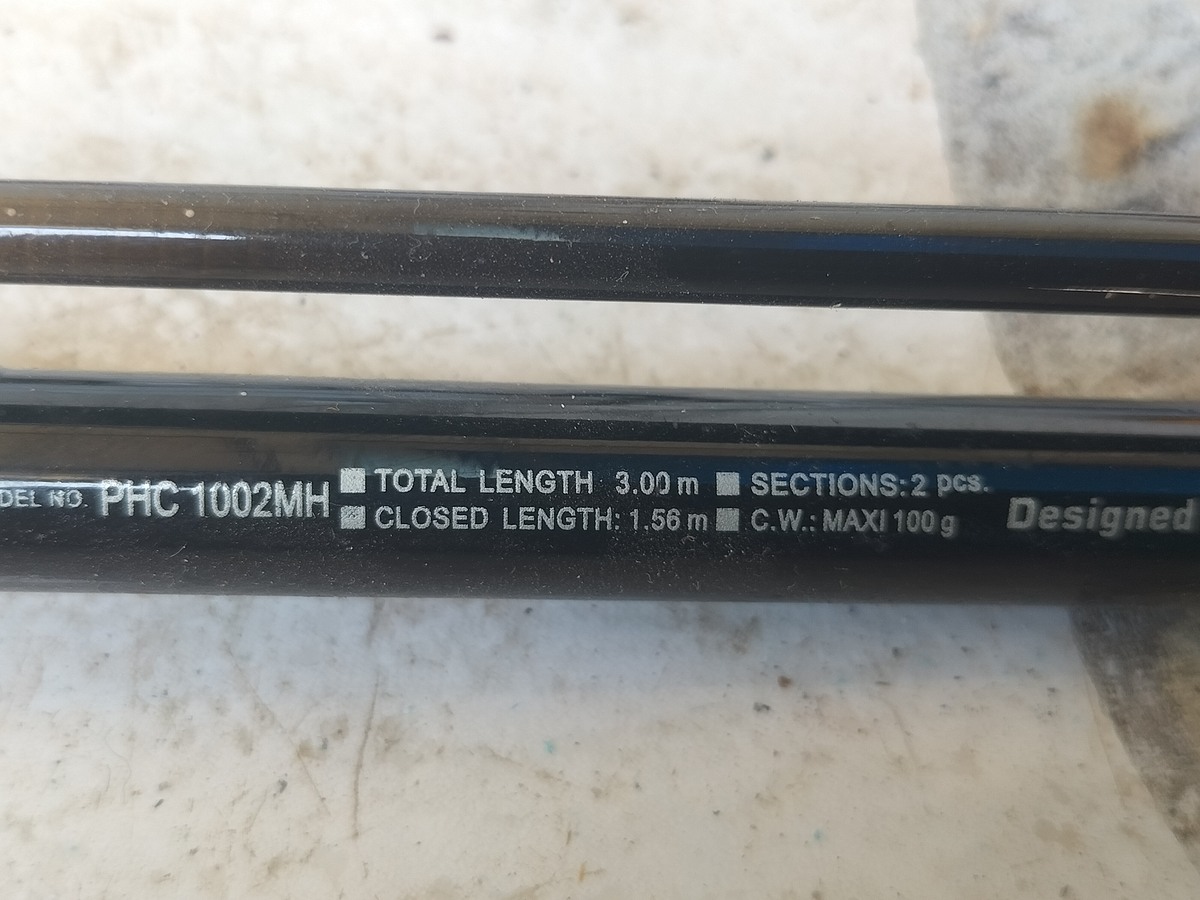 DEL NO. PHC 1002MH
■ TOTAL LENGTH : 3.00 m ■ SECTIONS: 2 pcs.
■ CLOSED LENGTH: 1.56 m ■ C.W.: MAXI 100 g
Designed